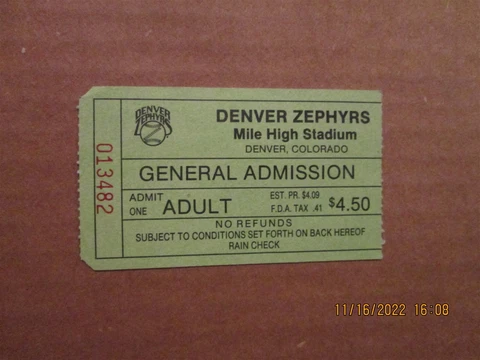 DENVER
ZEPHYRS
DENVER ZEPHYRS
Mile High Stadium
DENVER, COLORADO
013482
GENERAL ADMISSION
ADMIT ONE ADULT
EST. PR. $4.09
F.D.A. TAX .41
$4.50
NO REFUNDS
SUBJECT TO CONDITIONS SET FORTH ON BACK HEREOF
RAIN CHECK
11/16/2022 16:08